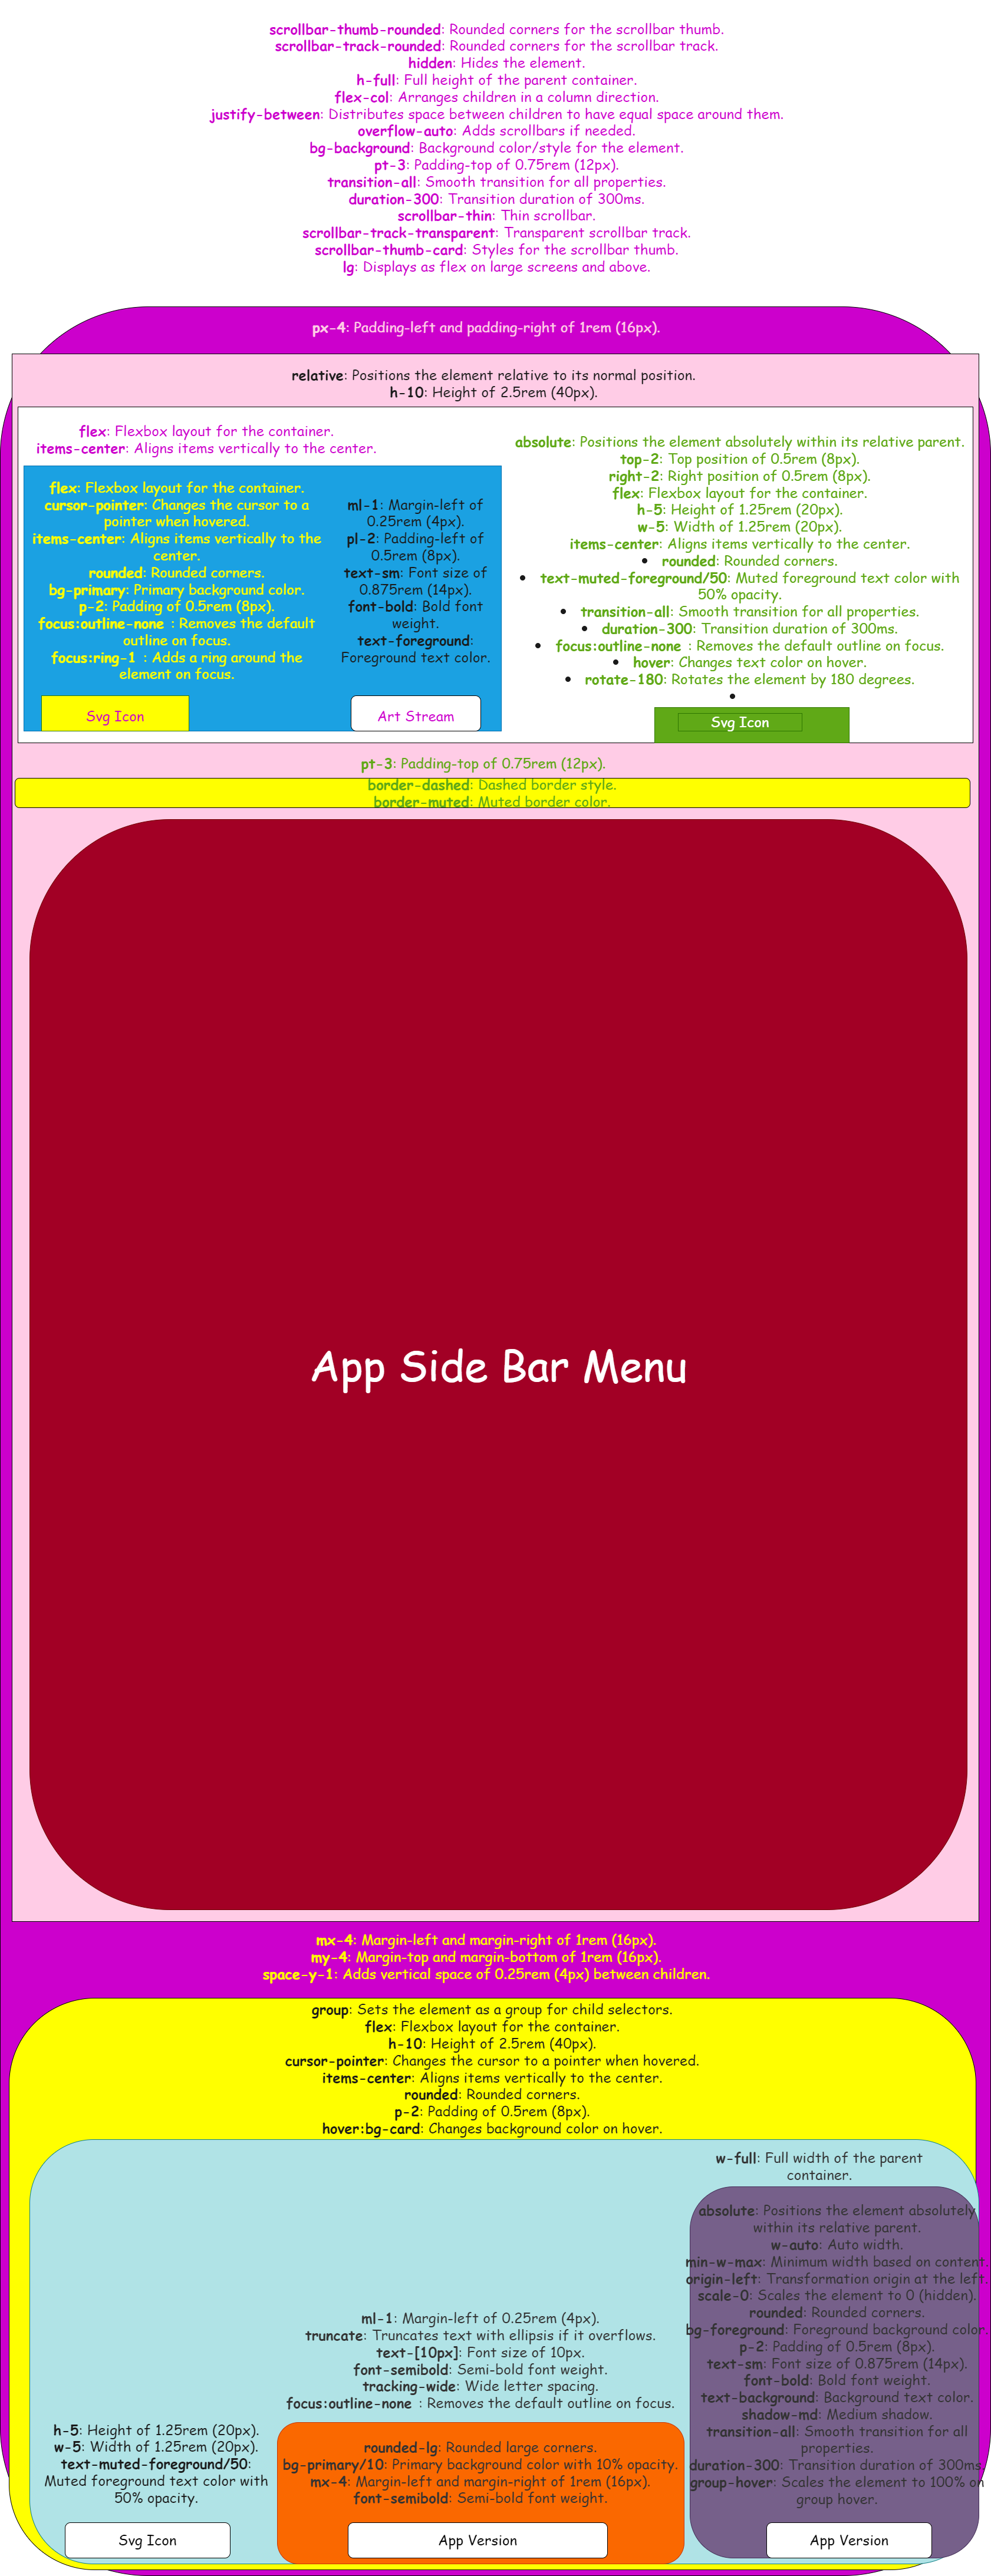 scrollbar-thumb-rounded: Rounded corners for the scrollbar thumb.
scrollbar-track-rounded: Rounded corners for the scrollbar track.
hidden: Hides the element.
h-full: Full height of the parent container.
flex-col: Arranges children in a column direction.
justify-between: Distributes space between children to have equal space around them.
overflow-auto: Adds scrollbars if needed.
bg-background: Background color/style for the element.
pt-3: Padding-top of 0.75rem (12px).
transition-all: Smooth transition for all properties.
duration-300: Transition duration of 300ms.
scrollbar-thin: Thin scrollbar.
scrollbar-track-transparent: Transparent scrollbar track.
scrollbar-thumb-card: Styles for the scrollbar thumb.
lg: Displays as flex on large screens and above.
px-4: Padding-left and padding-right of 1rem (16px).
relative: Positions the element relative to its normal position.
h-10: Height of 2.5rem (40px).
flex: Flexbox layout for the container.
items-center: Aligns items vertically to the center.
flex: Flexbox layout for the container.
cursor-pointer: Changes the cursor to a
pointer when hovered.
items-center: Aligns items vertically to the
center.
rounded: Rounded corners.
bg-primary: Primary background color.
p-2: Padding of 0.5rem (8px).
focus:outline-none : Removes the default
outline on focus.
focus:ring-1 : Adds a ring around the
element on focus.
Svg Icon
ml-1: Margin-left of
0.25rem (4px).
pl-2: Padding-left of
0.5rem (8px).
text-sm: Font size of
0.875rem (14px).
font-bold: Bold font
weight.
text-foreground:
Foreground text color.
Art Stream
absolute: Positions the element absolutely within its relative parent.
top-2: Top position of 0.5rem (8px).
right-2: Right position of 0.5rem (8px).
flex: Flexbox layout for the container.
h-5: Height of 1.25rem (20px).
w-5: Width of 1.25rem (20px).
items-center: Aligns items vertically to the center.
• rounded: Rounded corners.
• text-muted-foreground/50: Muted foreground text color with
50% opacity.
• transition-all: Smooth transition for all properties.
• duration-300: Transition duration of 300ms.
• focus:outline-none : Removes the default outline on focus.
• hover: Changes text color on hover.
• rotate-180: Rotates the element by 180 degrees.
•
Svg Icon
pt-3: Padding-top of 0.75rem (12px).
border-dashed: Dashed border style.
border-muted: Muted border color.
App Side Bar Menu
mx-4: Margin-left and margin-right of 1rem (16px).
my-4: Margin-top and margin-bottom of 1rem (16px).
space-y-1: Adds vertical space of 0.25rem (4px) between children.
group: Sets the element as a group for child selectors.
flex: Flexbox layout for the container.
h-10: Height of 2.5rem (40px).
cursor-pointer: Changes the cursor to a pointer when hovered.
items-center: Aligns items vertically to the center.
rounded: Rounded corners.
p-2: Padding of 0.5rem (8px).
hover:bg-card: Changes background color on hover.
h-5: Height of 1.25rem (20px).
w-5: Width of 1.25rem (20px).
text-muted-foreground/50:
Muted foreground text color with
50% opacity.
Svg Icon
ml-1: Margin-left of 0.25rem (4px).
truncate: Truncates text with ellipsis if it overflows.
text-[10px]: Font size of 10px.
font-semibold: Semi-bold font weight.
tracking-wide: Wide letter spacing.
focus:outline-none : Removes the default outline on focus.
rounded-lg: Rounded large corners.
bg-primary/10: Primary background color with 10% opacity.
mx-4: Margin-left and margin-right of 1rem (16px).
font-semibold: Semi-bold font weight.
App Version
w-full: Full width of the parent
container.
absolute: Positions the element absolutely
within its relative parent.
w-auto: Auto width.
min-w-max: Minimum width based on content.
origin-left: Transformation origin at the left.
scale-0: Scales the element to 0 (hidden).
rounded: Rounded corners.
bg-foreground: Foreground background color.
p-2: Padding of 0.5rem (8px).
text-sm: Font size of 0.875rem (14px).
font-bold: Bold font weight.
text-background: Background text color.
shadow-md: Medium shadow.
transition-all: Smooth transition for all
properties.
duration-300: Transition duration of 300ms.
group-hover: Scales the element to 100% on
group hover.
App Version